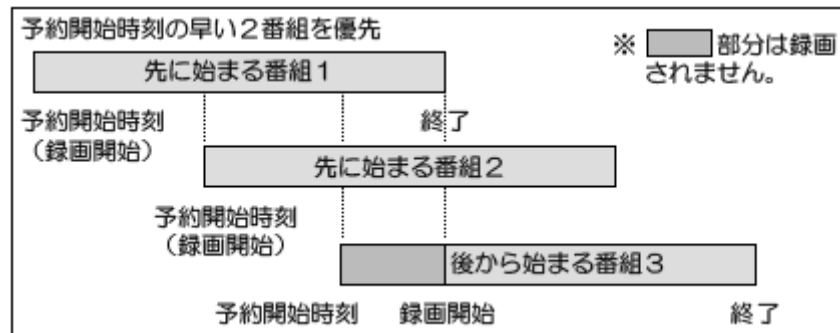 予約開始時刻の早い２番組を優先
※　　部分は録画
されません。
先に始まる番組１
予約開始時刻
（録画開始）
終了
先に始まる番組２
予約開始時刻
（録画開始）
後から始まる番組３
予約開始時刻
録画開始
終了